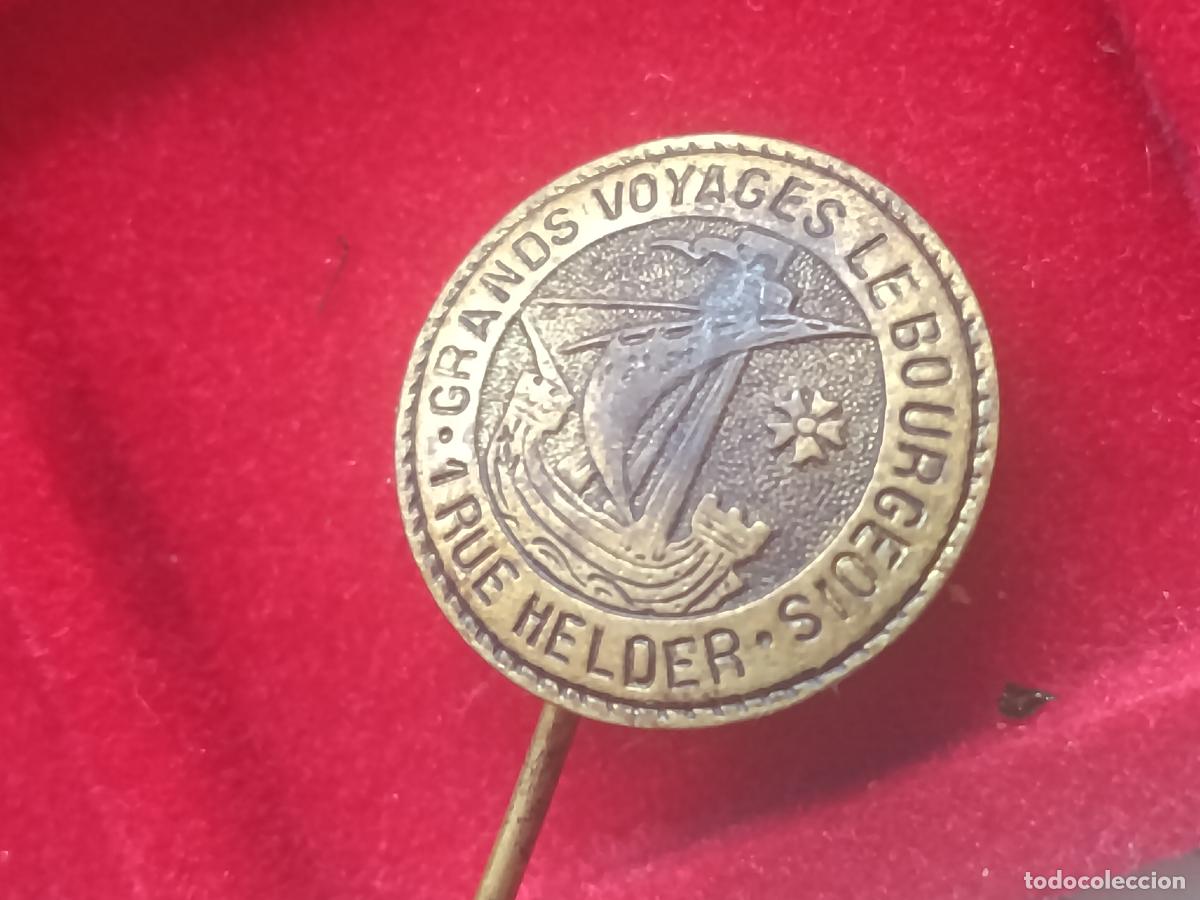 · GRANDS VOYAGES LE BOURGEOIS ·
1 RUE HELDER
todocoleccion